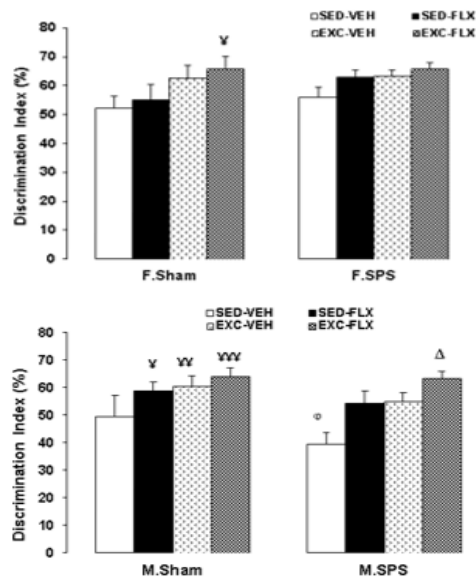 SED-VEH SED-FLX
EXC-VEH EXC-FLX
Discrimination Index (%)
80
70
60
50
40
30
20
10
0
¥
F.Sham F.SPS
SED-VEH SED-FLX
EXC-VEH EXC-FLX
Discrimination Index (%)
80
70
60
50
40
30
20
10
0
¥ ¥¥ ¥¥¥ φ Δ
M.Sham M.SPS